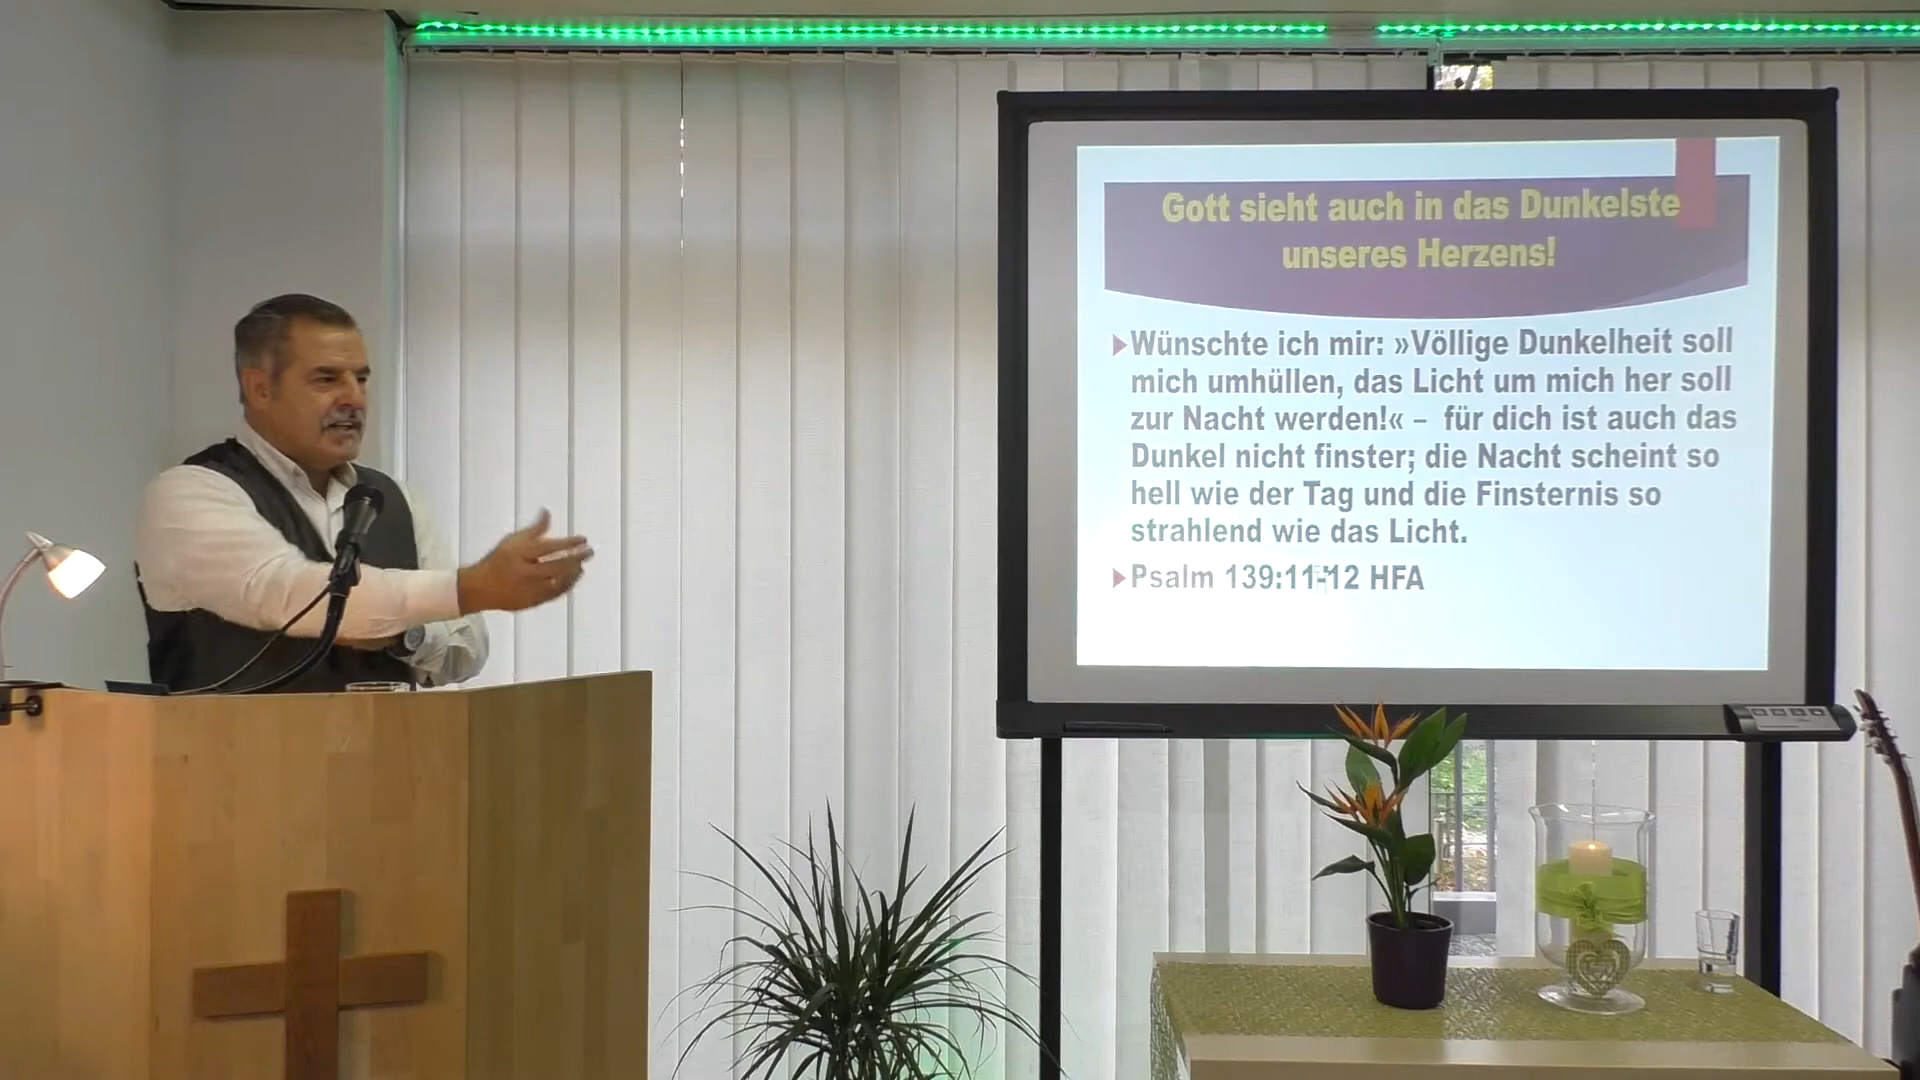 Gott sieht auch in das Dunkelste
unseres Herzens!
Wünschte ich mir: »Völlige Dunkelheit soll
mich umhüllen, das Licht um mich her soll
zur Nacht werden!« – für dich ist auch das
Dunkel nicht finster; die Nacht scheint so
hell wie der Tag und die Finsternis so
strahlend wie das Licht.
Psalm 139:11-12 HFA